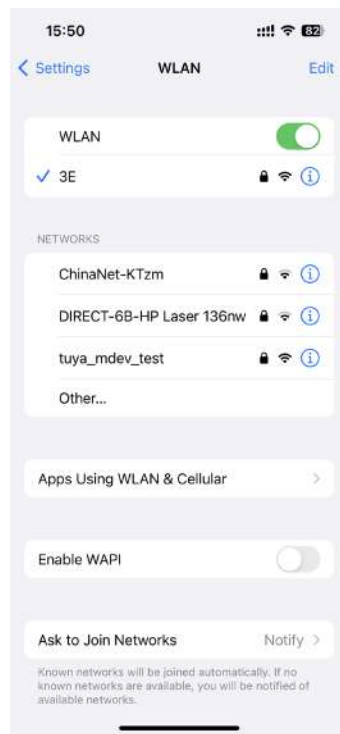 15:50
82
Settings
WLAN
Edit
WLAN
3E
NETWORKS
ChinaNet-KTzm
DIRECT-6B-HP Laser 136nw
tuya_mdev_test
Other...
Apps Using WLAN & Cellular
Enable WAPI
Ask to Join Networks
Notify
Known networks will be joined automatically. If no
known networks are available, you will be notified of
available networks.